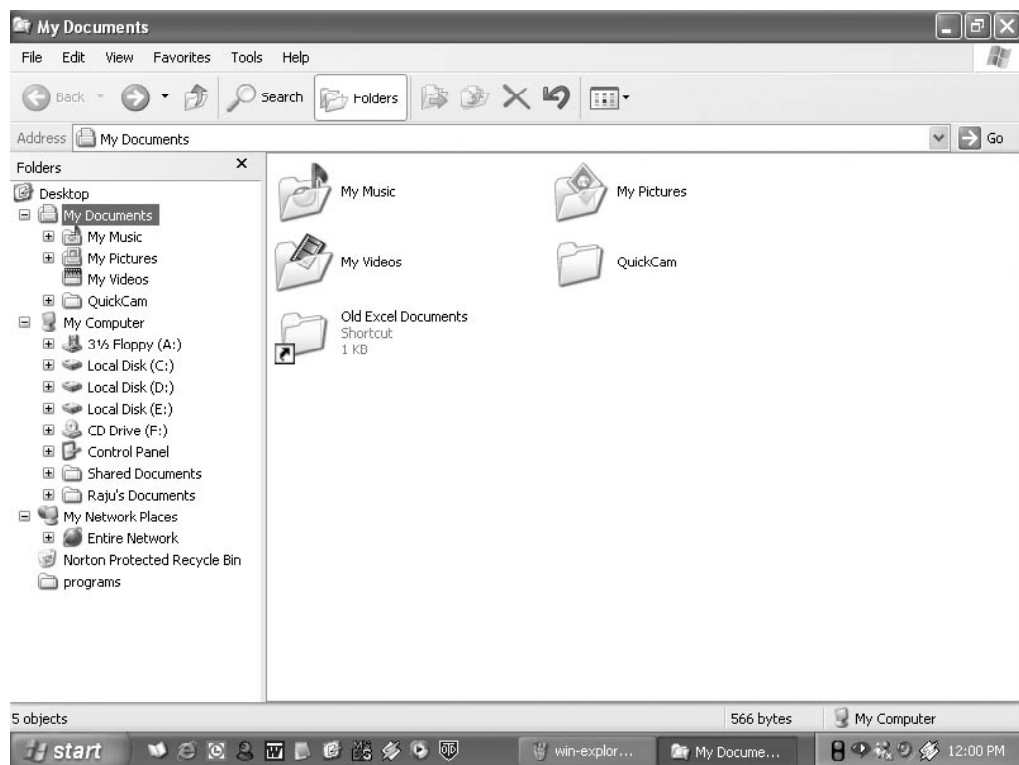 My Documents
File Edit View Favorites Tools Help
Back Search Folders
Address My Documents Go
Folders
Desktop
My Documents
My Music
My Pictures
My Videos
QuickCam
My Computer
3½ Floppy (A:)
Local Disk (C:)
Local Disk (D:)
Local Disk (E:)
CD Drive (F:)
Control Panel
Shared Documents
Raju's Documents
My Network Places
Entire Network
Norton Protected Recycle Bin
programs
My Music
My Pictures
My Videos
QuickCam
Old Excel Documents
Shortcut
1 KB
5 objects 566 bytes My Computer
start win-explor... My Docume... 12:00 PM